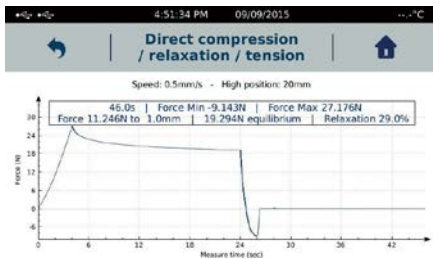 4:51:34 PM 09/09/2015 --.-°C
Direct compression
/ relaxation / tension
Speed: 0.5mm/s - High position: 20mm
46.0s | Force Min -9.143N | Force Max 27.176N
Force 11.246N to 1.0mm | 19.294N equilibrium | Relaxation 29.0%
Force (N)
30
24
18
12
6
0
-6
0 6 12 18 24 30 36 42
Measure time (sec)